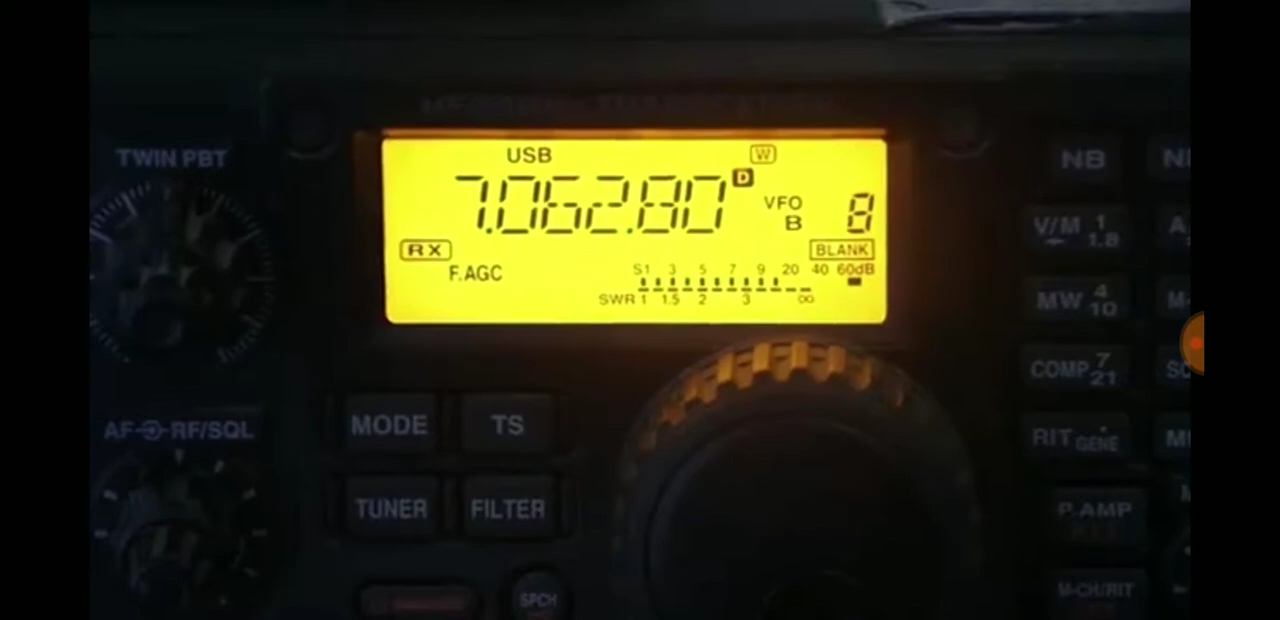 TWIN PBT
USB W
7.062.80 D
VFO
B 8
RX BLANK
F.AGC
S1 3 5 7 9 20 40 60dB
SWR 1 1.5 2 3 ∞
NB
V/M 1
1.8
MW 4
10
COMP 7
21
RIT GENE
P.AMP
M-CH/RIT
AF RF/SQL
MODE TS
TUNER FILTER
SPCH